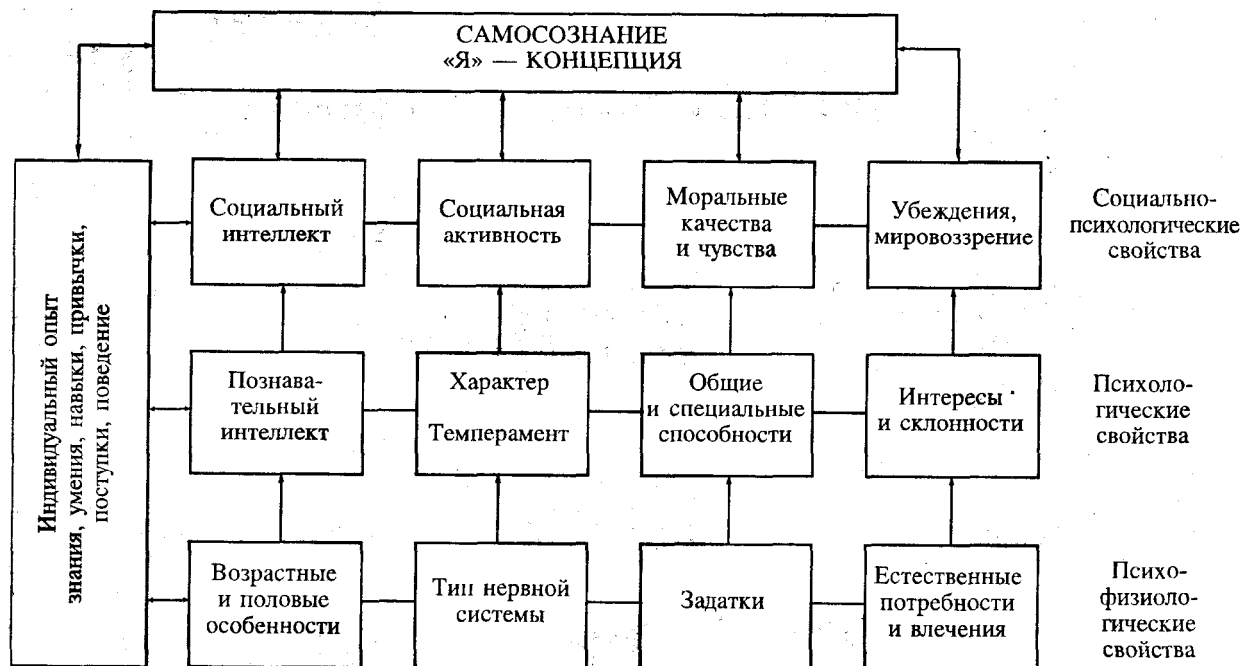 САМОСОЗНАНИЕ
«Я» — КОНЦЕПЦИЯ
Индивидуальный опыт
знания, умения, навыки, привычки,
поступки, поведение
Социальный
интеллект
Социальная
активность
Моральные
качества
и чувства
Убеждения,
мировоззрение
Социально-
психологические
свойства
Познава-
тельный
интеллект
Характер
Темперамент
Общие
и специальные
способности
Интересы
и склонности
Психоло-
гические
свойства
Возрастные
и половые
особенности
Тип нервной
системы
Задатки
Естественные
потребности
и влечения
Психо-
физиоло-
гические
свойства